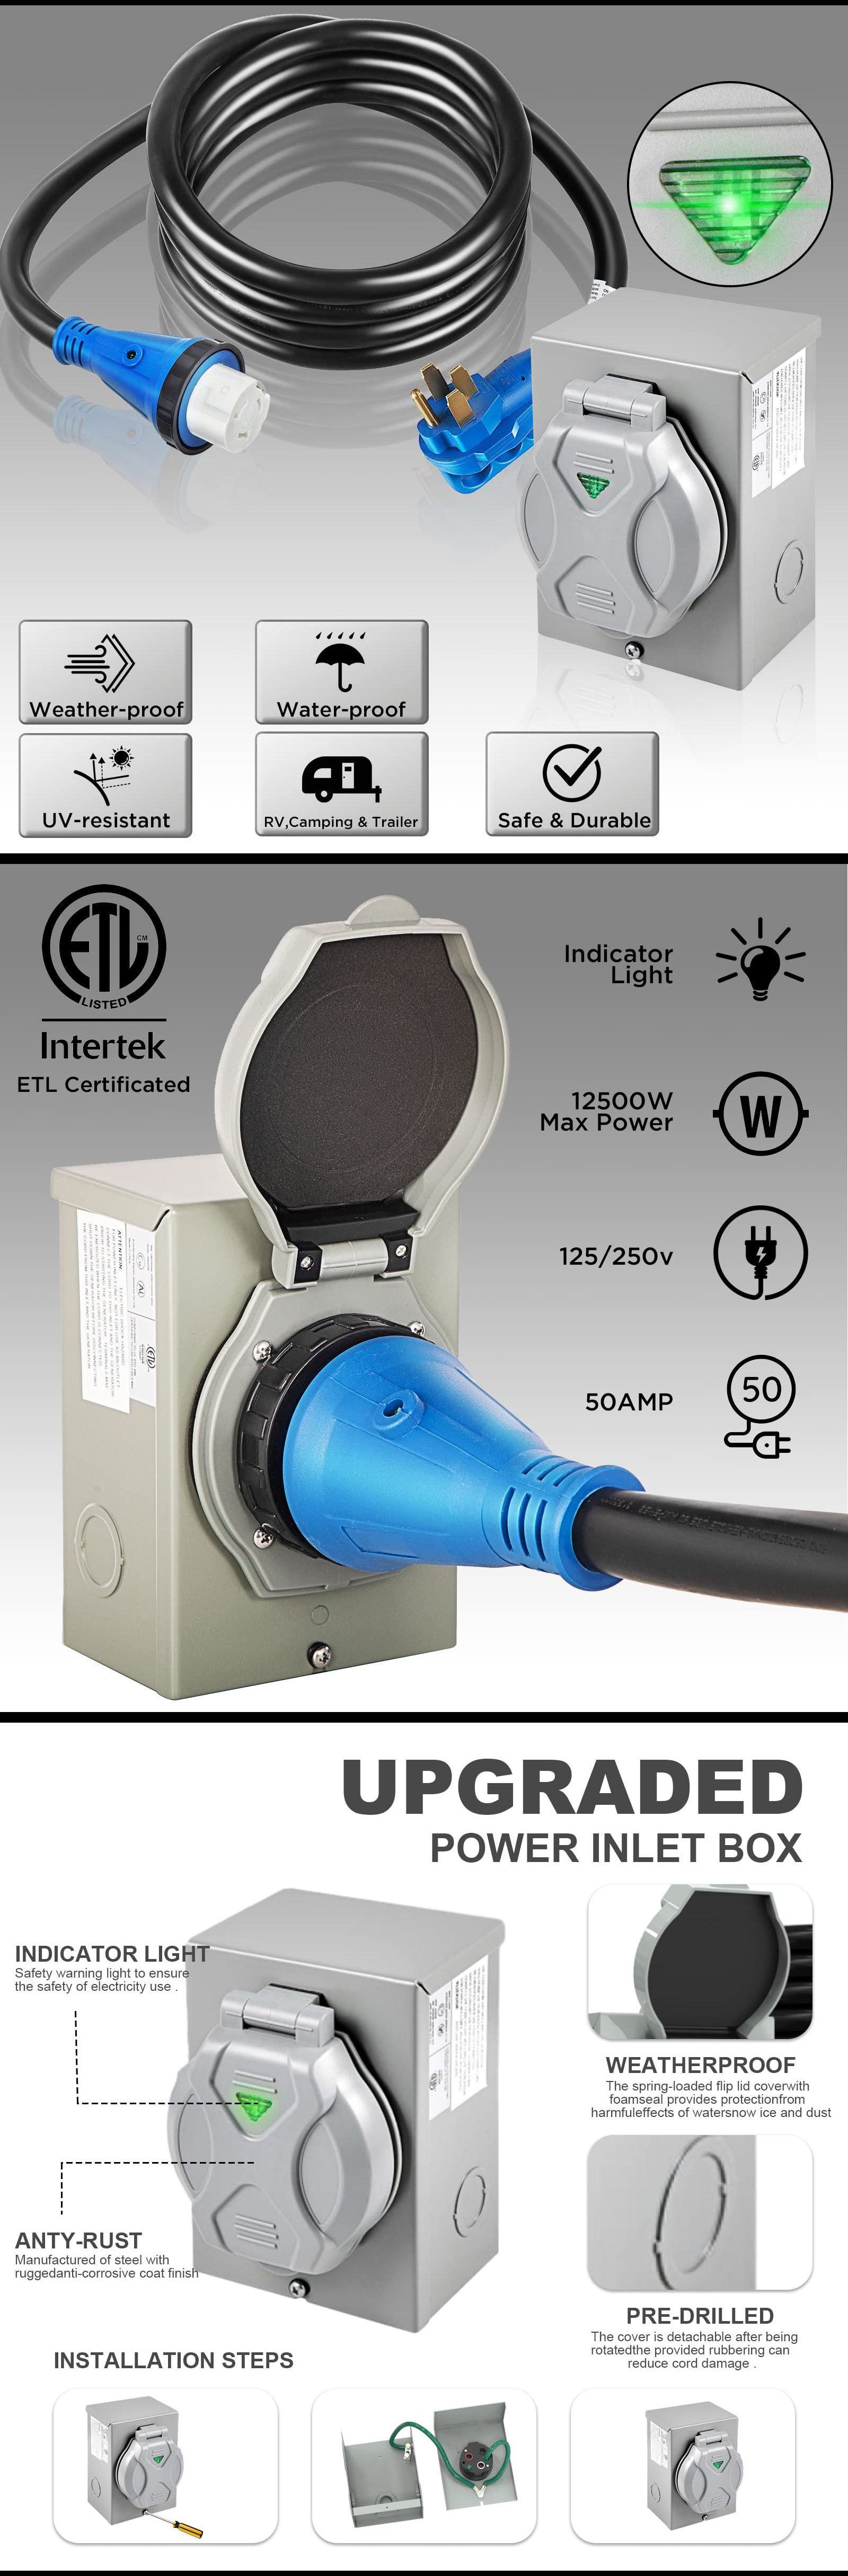 Weather-proof
Water-proof
UV-resistant
RV,Camping & Trailer
Safe & Durable
ETL
CM
LISTED
Intertek
ETL Certificated
Indicator
Light
12500W
Max Power
W
125/250v
50AMP
50
ATTENTION
UPGRADED
POWER INLET BOX
INDICATOR LIGHT
Safety warning light to ensure
the safety of electricity use .
ANTY-RUST
Manufactured of steel with
ruggedanti-corrosive coat finish
WEATHERPROOF
The spring-loaded flip lid coverwith
foamseal provides protectionfrom
harmfuleffects of watersnow ice and dust
PRE-DRILLED
The cover is detachable after being
rotatedthe provided rubbering can
reduce cord damage .
INSTALLATION STEPS